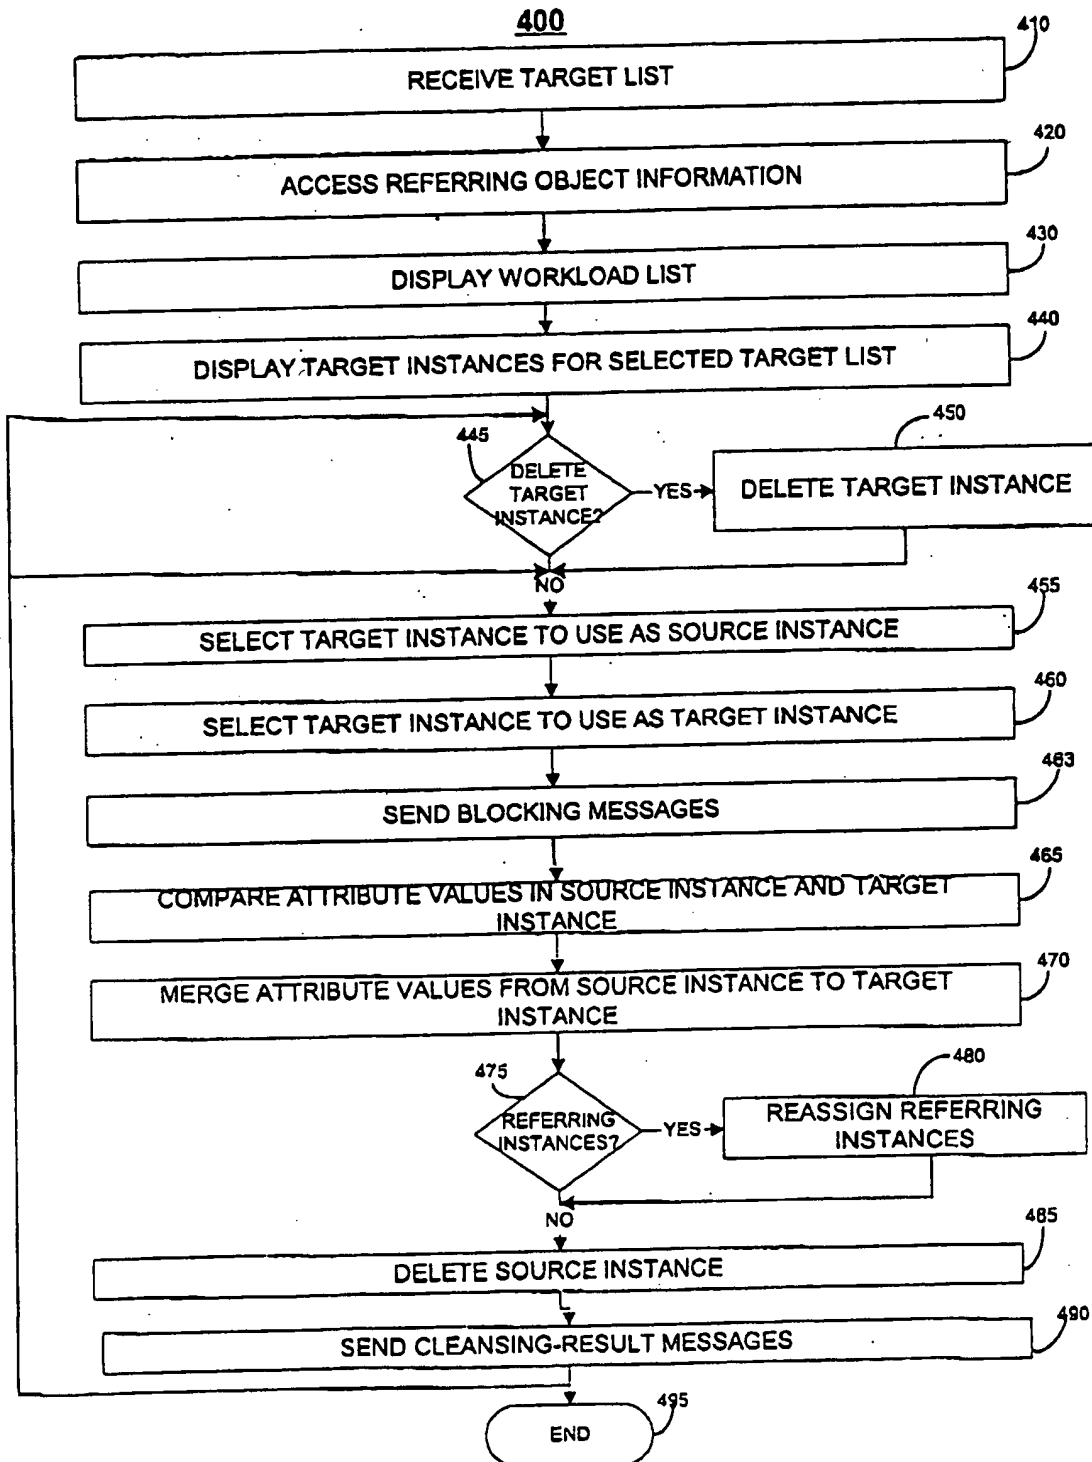 400
410
RECEIVE TARGET LIST
420
ACCESS REFERRING OBJECT INFORMATION
430
DISPLAY WORKLOAD LIST
440
DISPLAY TARGET INSTANCES FOR SELECTED TARGET LIST
445
DELETE
TARGET
INSTANCE?
YES
450
DELETE TARGET INSTANCE
NO
455
SELECT TARGET INSTANCE TO USE AS SOURCE INSTANCE
460
SELECT TARGET INSTANCE TO USE AS TARGET INSTANCE
463
SEND BLOCKING MESSAGES
465
COMPARE ATTRIBUTE VALUES IN SOURCE INSTANCE AND TARGET
INSTANCE
470
MERGE ATTRIBUTE VALUES FROM SOURCE INSTANCE TO TARGET
INSTANCE
475
REFERRING
INSTANCES?
YES
480
REASSIGN REFERRING
INSTANCES
NO
485
DELETE SOURCE INSTANCE
490
SEND CLEANSING-RESULT MESSAGES
495
END